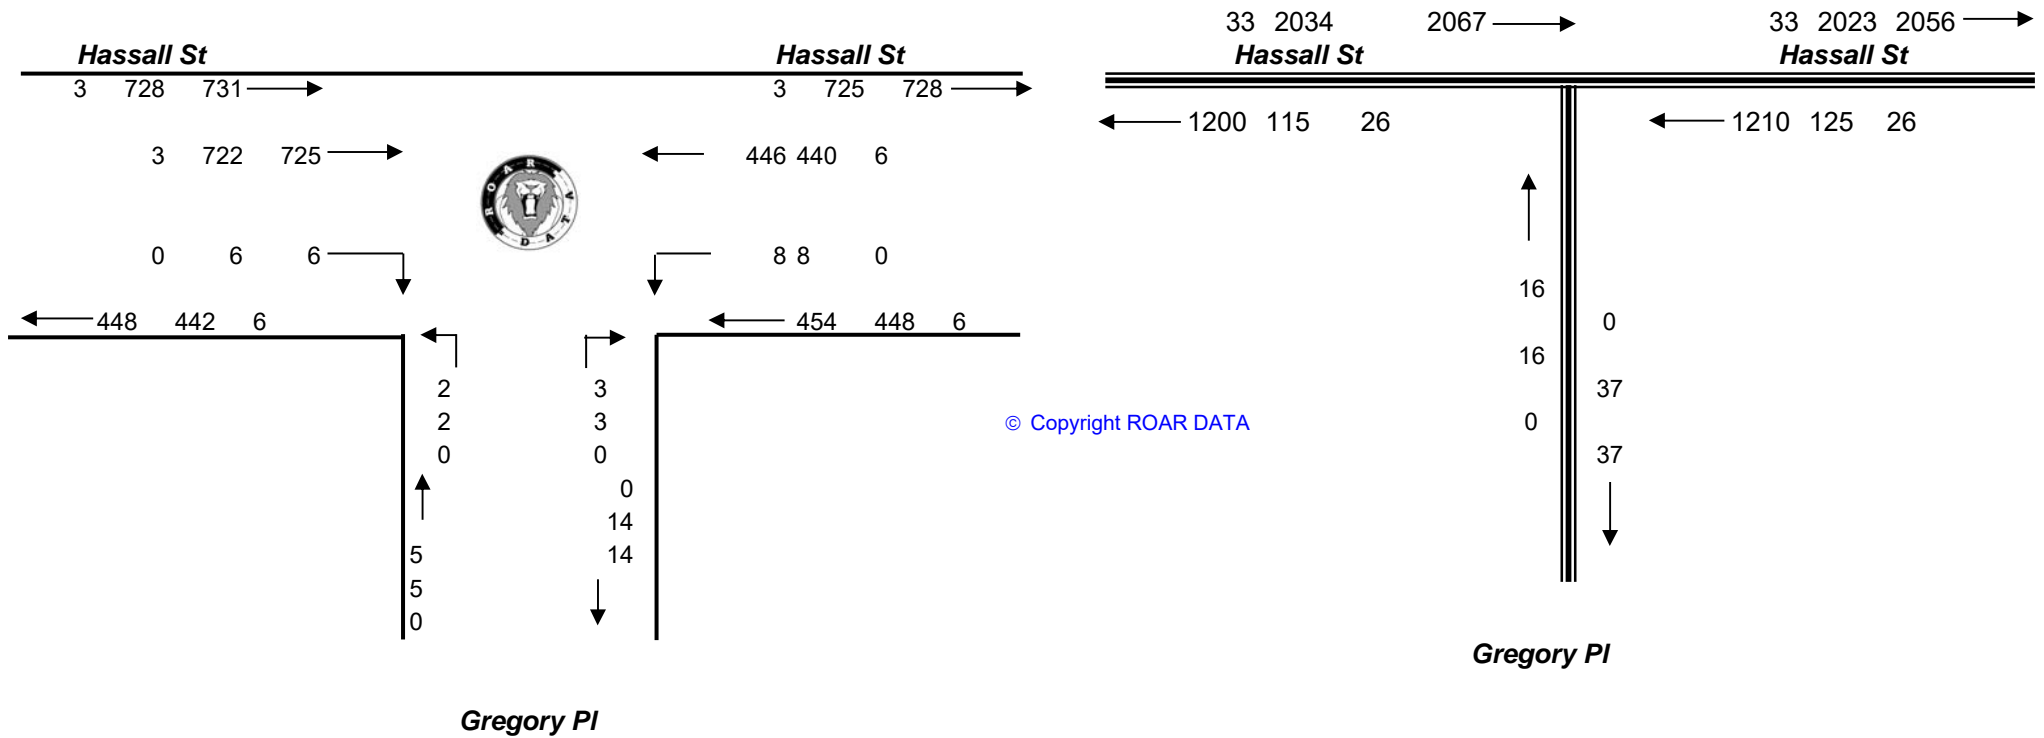 33 2034 2067
33 2023 2056
Hassall St
Hassall St
Hassall St
Hassall St
3 728 731
3 725 728
1200 115 26
1210 125 26
3 722 725
446 440 6
ROAR DATA
0 6 6
8 8 0
16
448 442 6
454 448 6
0
16
2
3
37
2
3
© Copyright ROAR DATA
0
0
0
37
0
14
5
14
5
0
Gregory Pl
Gregory Pl